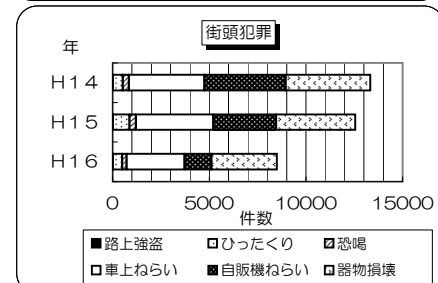 街頭犯罪
年
H14
H15
H16
0 5000 10000 15000
件数
■路上強盗 □ひったくり □恐喝
□車上ねらい ■自販機ねらい □器物損壊